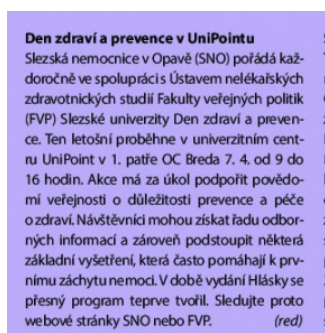 Den zdraví a prevence v UniPointu
Slezská nemocnice v Opavě (SNO) pořádá kaž-
doročně ve spolupráci s Ústavem nelékařských
zdravotnických studií Fakulty veřejných politik
(FVP) Slezské univerzity Den zdraví a preven-
ce. Ten letošní proběhne v univerzitním cent-
ru UniPoint v 1. patře OC Breda 7. 4. od 9 do
16 hodin. Akce má za úkol podpořit povědo-
mí veřejnosti o důležitosti prevence a péče
o zdraví. Návštěvníci mohou získat řadu odbor-
ných informací a zároveň podstoupit některá
základní vyšetření, která často pomáhají k prv-
nímu záchytu nemoci. V době vydání Hlásky se
přesný program teprve tvořil. Sledujte proto
webové stránky SNO nebo FVP. (red)